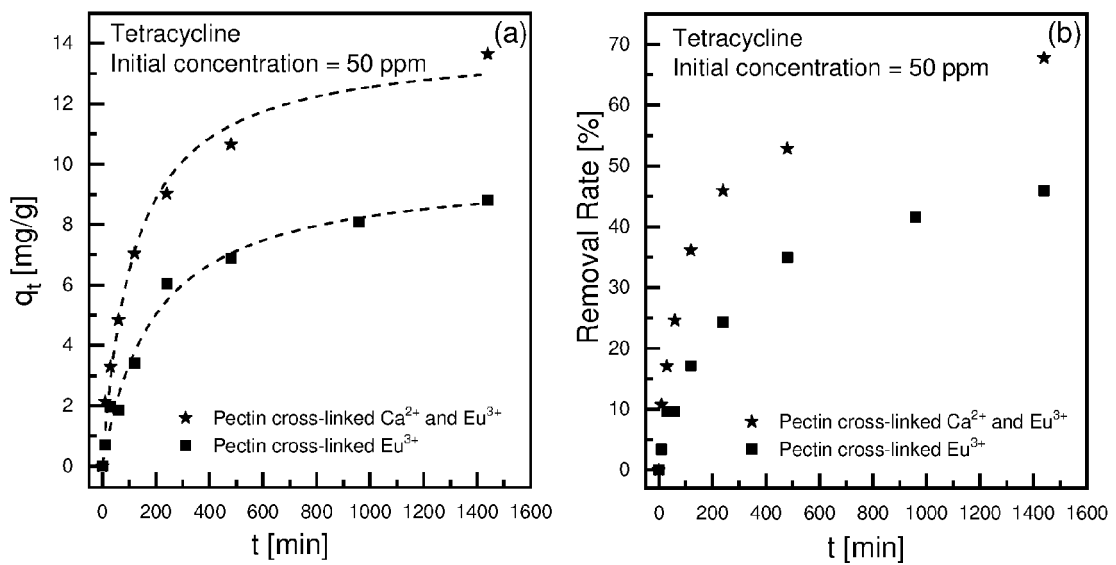 Tetracycline
Initial concentration = 50 ppm
(a)
14
12
10
8
6
4
2
0
qt [mg/g]
★ Pectin cross-linked Ca²⁺ and Eu³⁺
■ Pectin cross-linked Eu³⁺
0 200 400 600 800 1000 1200 1400 1600
t [min]
Tetracycline
Initial concentration = 50 ppm
(b)
70
60
50
40
30
20
10
0
Removal Rate [%]
★ Pectin cross-linked Ca²⁺ and Eu³⁺
■ Pectin cross-linked Eu³⁺
0 200 400 600 800 1000 1200 1400 1600
t [min]